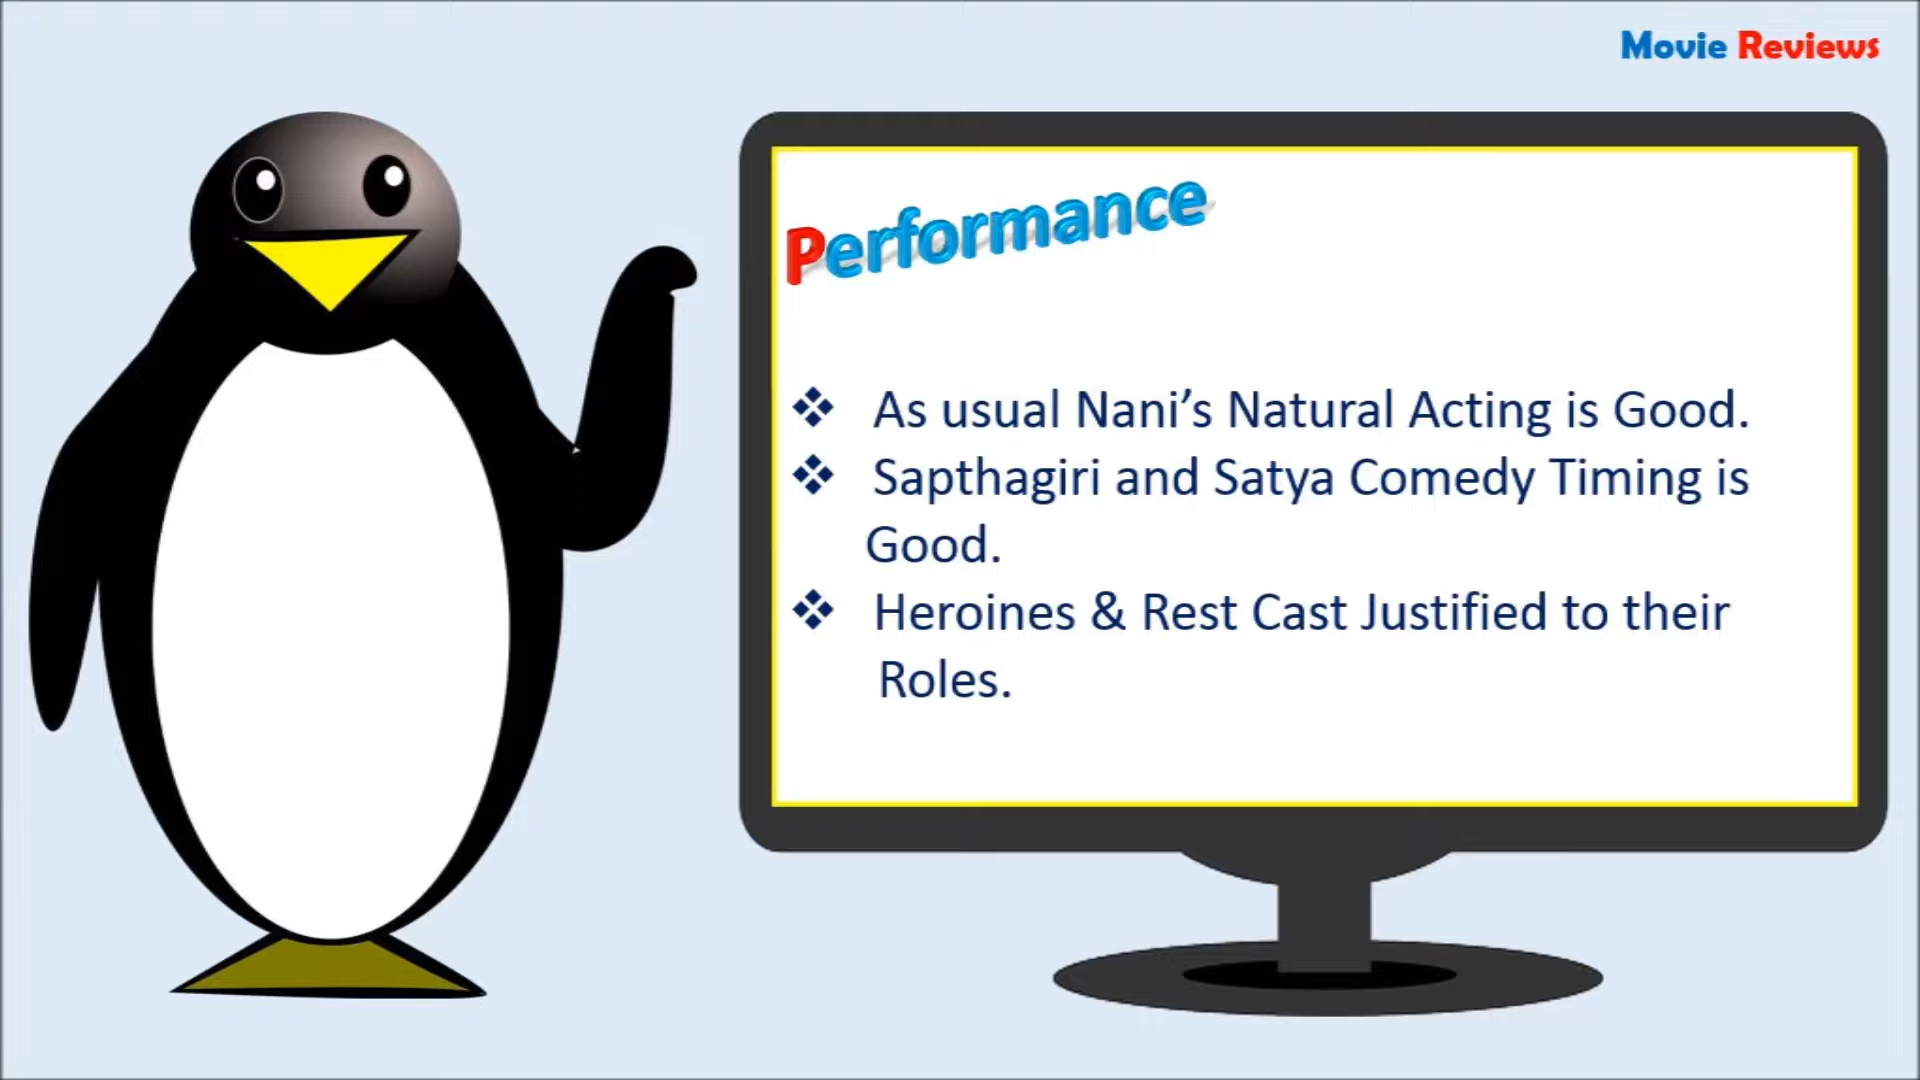 Movie Reviews
Performance
❖ As usual Nani’s Natural Acting is Good.
❖ Sapthagiri and Satya Comedy Timing is
Good.
❖ Heroines & Rest Cast Justified to their
Roles.